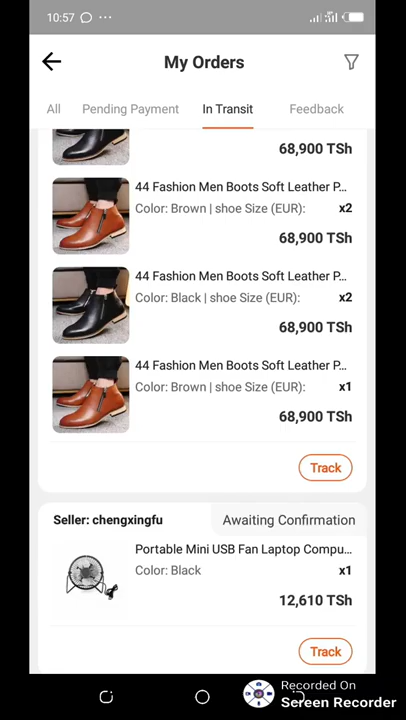 10:57
My Orders
All Pending Payment In Transit Feedback
68,900 TSh
44 Fashion Men Boots Soft Leather P...
Color: Brown | shoe Size (EUR): x2
68,900 TSh
44 Fashion Men Boots Soft Leather P...
Color: Black | shoe Size (EUR): x2
68,900 TSh
44 Fashion Men Boots Soft Leather P...
Color: Brown | shoe Size (EUR): x1
68,900 TSh
Track
Seller: chengxingfu Awaiting Confirmation
Portable Mini USB Fan Laptop Compu...
Color: Black x1
12,610 TSh
Track
Recorded On
Screen Recorder